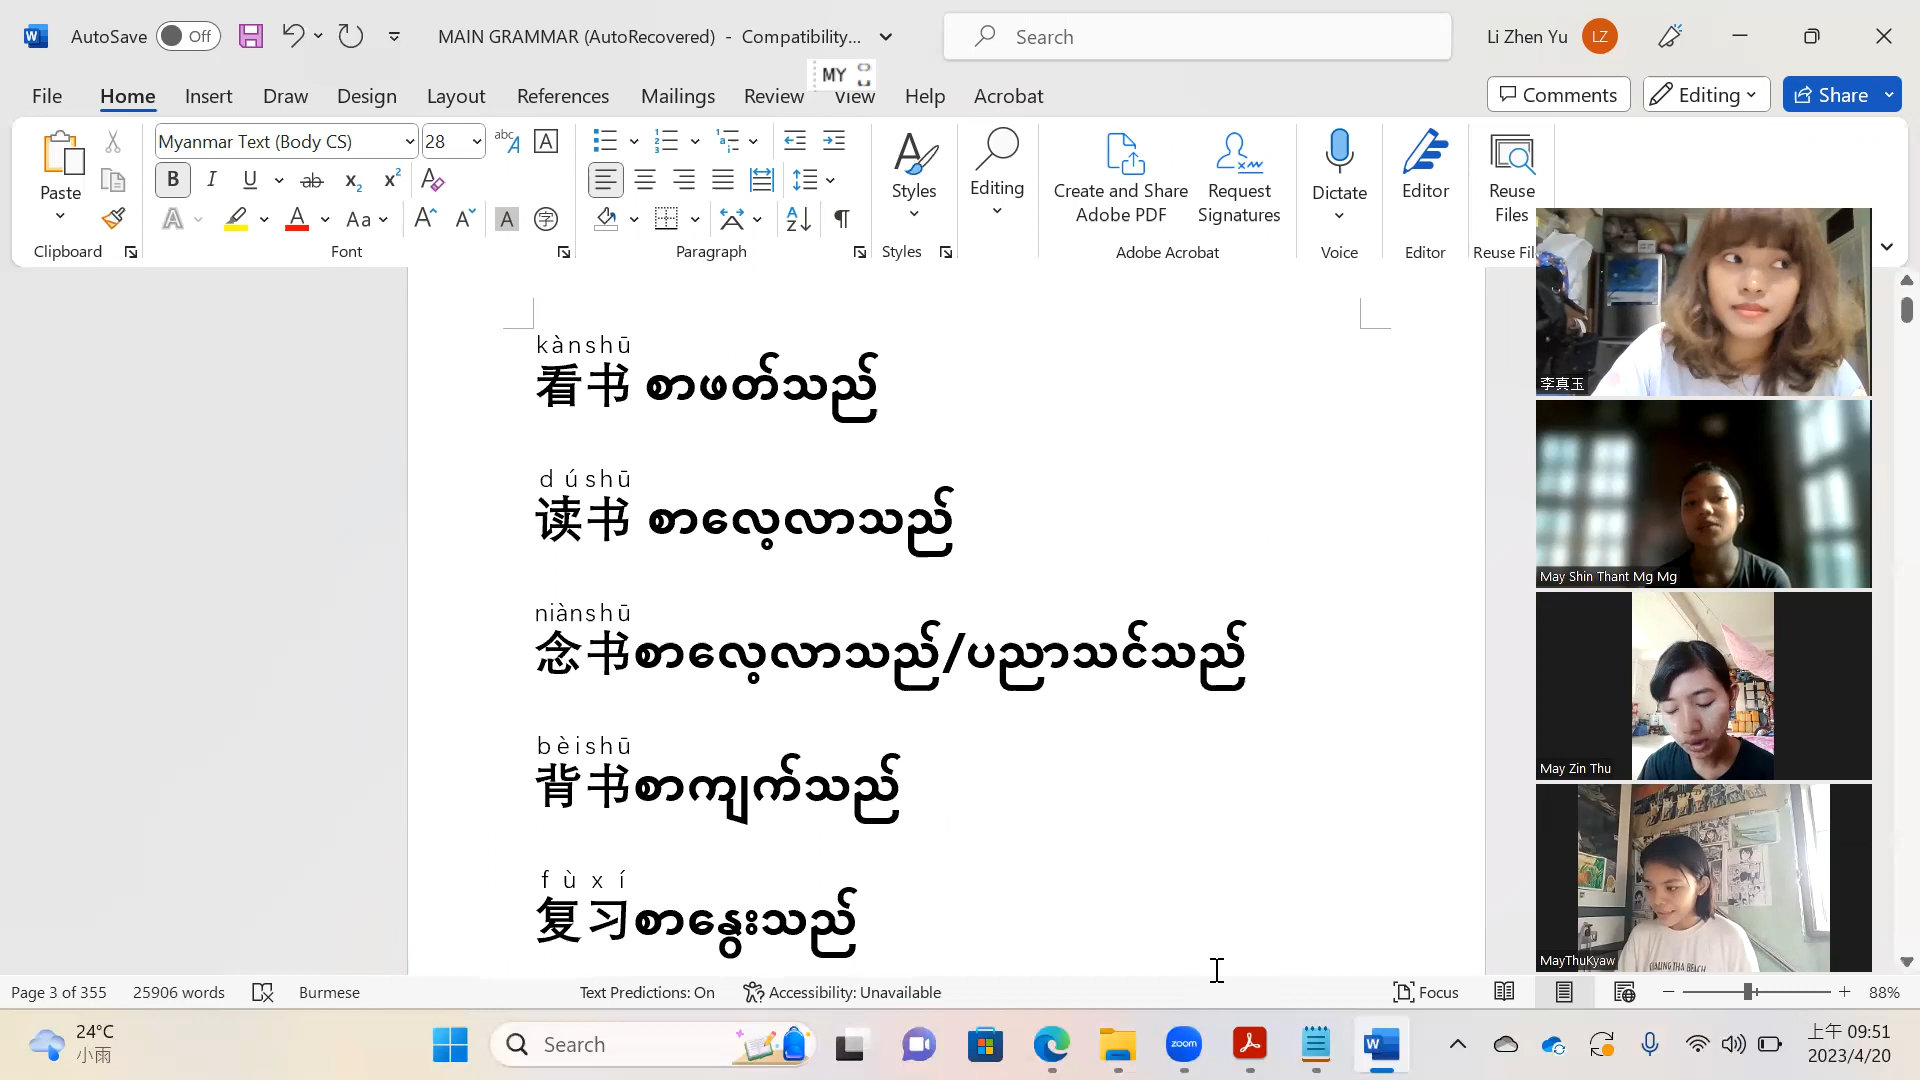 AutoSave Off MAIN GRAMMAR (AutoRecovered) - Compatibility... Search Li Zhen Yu LZ
MY
File Home Insert Draw Design Layout References Mailings Review View Help Acrobat Comments Editing Share
Paste
Clipboard
Myanmar Text (Body CS) 28
Font
Paragraph
Styles
Styles
Editing
Create and Share Adobe PDF
Request Signatures
Adobe Acrobat
Dictate
Voice
Editor
Editor
Reuse Files
Reuse Fil
kànshū
看书 စာဖတ်သည်
dúshū
读书 စာလေ့လာသည်
niànshū
念书စာလေ့လာသည်/ပညာသင်သည်
bèishū
背书စာကျက်သည်
fùxí
复习စာနွေးသည်
李真玉
May Shin Thant Mg Mg
May Zin Thu
MayThuKyaw
Page 3 of 355 25906 words Burmese Text Predictions: On Accessibility: Unavailable Focus 88%
24°C
小雨
Search
zoom
上午 09:51
2023/4/20